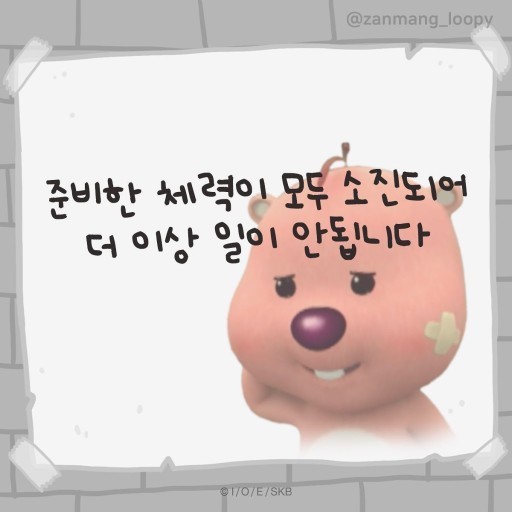 @zanmang_loopy
준비한 체력이 모두 소진되어
더 이상 일이 안됩니다
©I/O/E/SKB